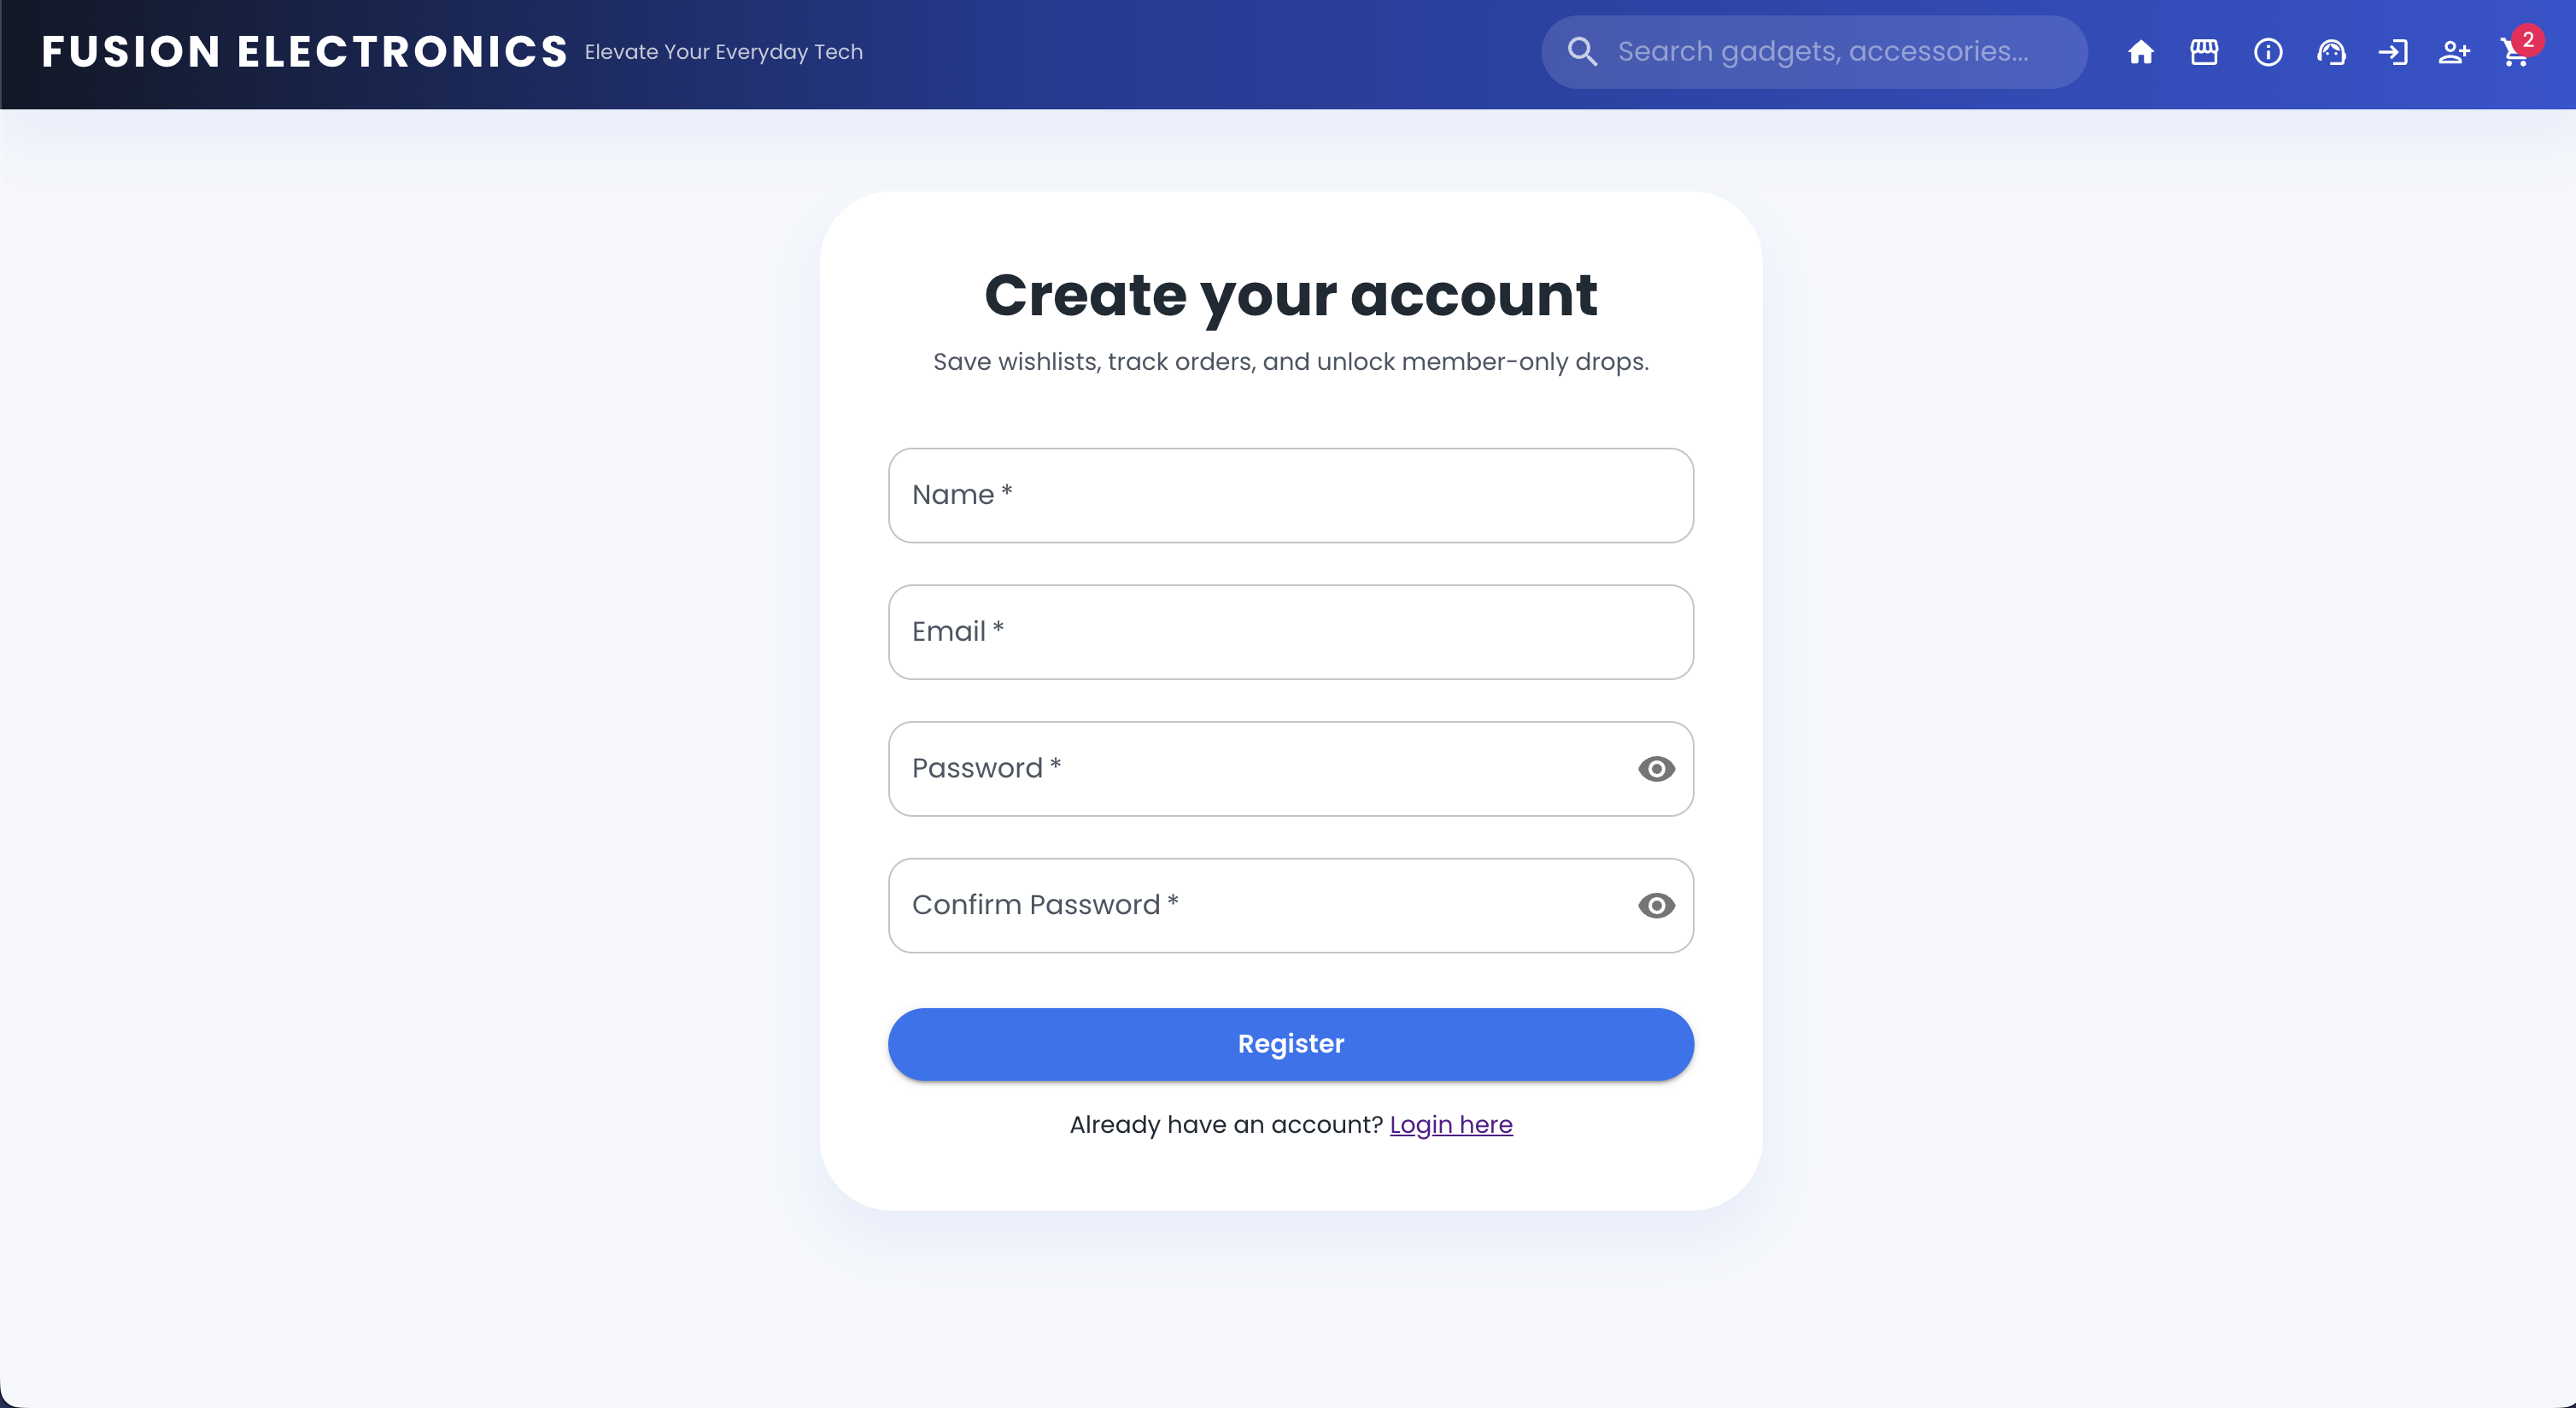 FUSION ELECTRONICS Elevate Your Everyday Tech
Search gadgets, accessories...
2
Create your account
Save wishlists, track orders, and unlock member-only drops.
Name *
Email *
Password *
Confirm Password *
Register
Already have an account? Login here